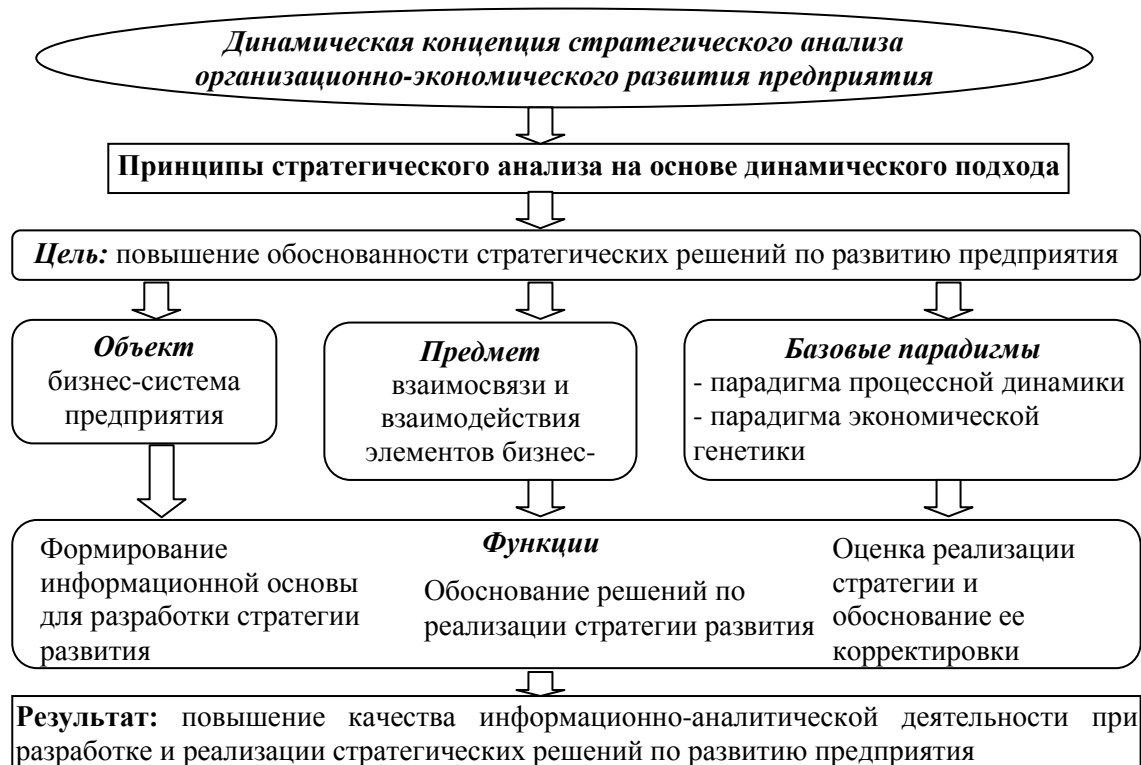 Динамическая концепция стратегического анализа
организационно-экономического развития предприятия
Принципы стратегического анализа на основе динамического подхода
Цель: повышение обоснованности стратегических решений по развитию предприятия
Объект
бизнес-система
предприятия
Предмет
взаимосвязи и
взаимодействия
элементов бизнес-
Базовые парадигмы
- парадигма процессной динамики
- парадигма экономической
генетики
Функции
Формирование
информационной основы
для разработки стратегии
развития
Обоснование решений по
реализации стратегии развития
Оценка реализации
стратегии и
обоснование ее
корректировки
Результат: повышение качества информационно-аналитической деятельности при
разработке и реализации стратегических решений по развитию предприятия